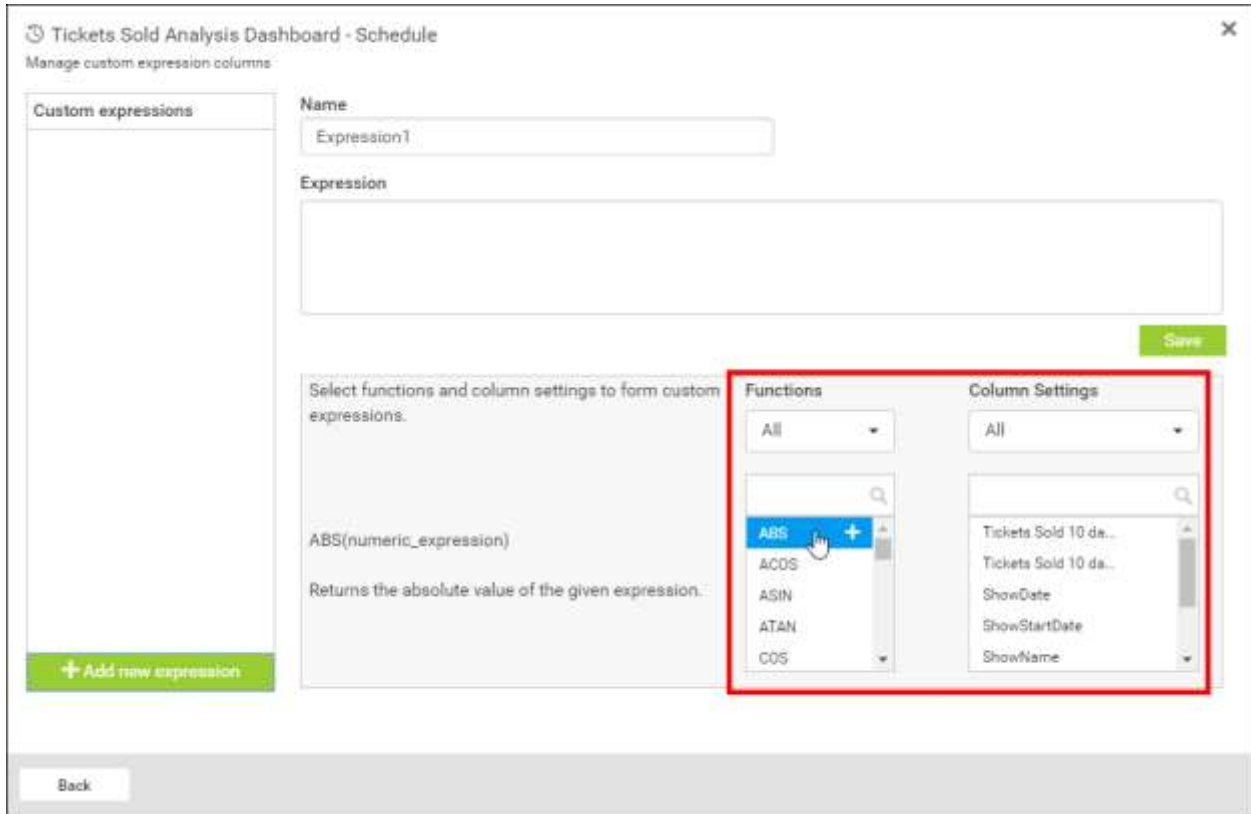 Tickets Sold Analysis Dashboard - Schedule
Manage custom expression columns
Custom expressions
Name
Expression1
Expression
Save
Select functions and column settings to form custom
expressions.
ABS(numeric_expression)
Returns the absolute value of the given expression.
Functions
All
ABS
ACOS
ASIN
ATAN
COS
Column Settings
All
Tickets Sold 10 da...
Tickets Sold 10 da...
ShowDate
ShowStartDate
ShowName
Add new expression
Back